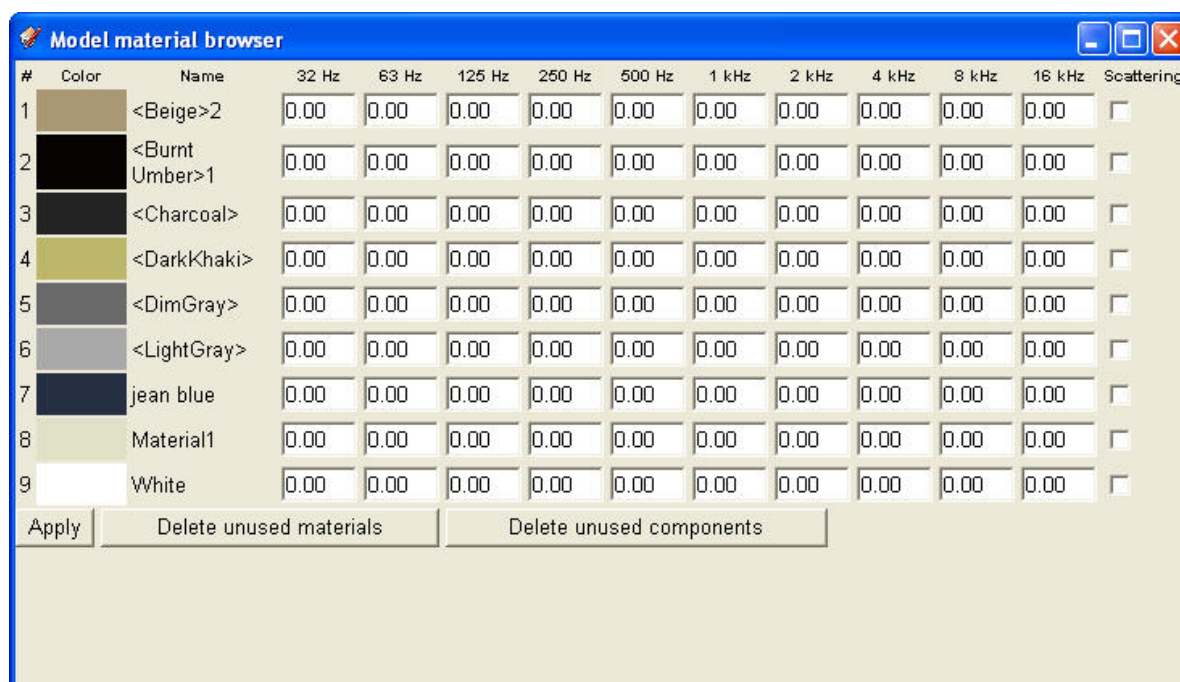 Model material browser
# Color Name 32 Hz 63 Hz 125 Hz 250 Hz 500 Hz 1 kHz 2 kHz 4 kHz 8 kHz 16 kHz Scattering
1 <Beige>2 0.00 0.00 0.00 0.00 0.00 0.00 0.00 0.00 0.00 0.00
2 <Burnt
Umber>1 0.00 0.00 0.00 0.00 0.00 0.00 0.00 0.00 0.00 0.00
3 <Charcoal> 0.00 0.00 0.00 0.00 0.00 0.00 0.00 0.00 0.00 0.00
4 <DarkKhaki> 0.00 0.00 0.00 0.00 0.00 0.00 0.00 0.00 0.00 0.00
5 <DimGray> 0.00 0.00 0.00 0.00 0.00 0.00 0.00 0.00 0.00 0.00
6 <LightGray> 0.00 0.00 0.00 0.00 0.00 0.00 0.00 0.00 0.00 0.00
7 jean blue 0.00 0.00 0.00 0.00 0.00 0.00 0.00 0.00 0.00 0.00
8 Material1 0.00 0.00 0.00 0.00 0.00 0.00 0.00 0.00 0.00 0.00
9 White 0.00 0.00 0.00 0.00 0.00 0.00 0.00 0.00 0.00 0.00
Apply Delete unused materials Delete unused components